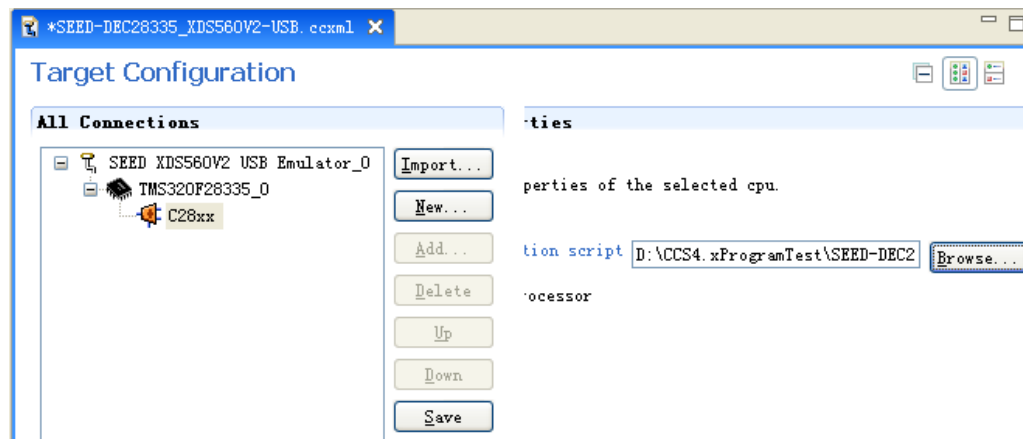 *SEED-DEC28335_XDS560V2-USB.ccxml
Target Configuration
All Connections
rties
SEED XDS560V2 USB Emulator_0
TMS320F28335_0
C28xx
Import...
New...
Add...
Delete
Up
Down
Save
perties of the selected cpu.
tion script D:\CCS4.xProgramTest\SEED-DEC2 Browse...
ocessor